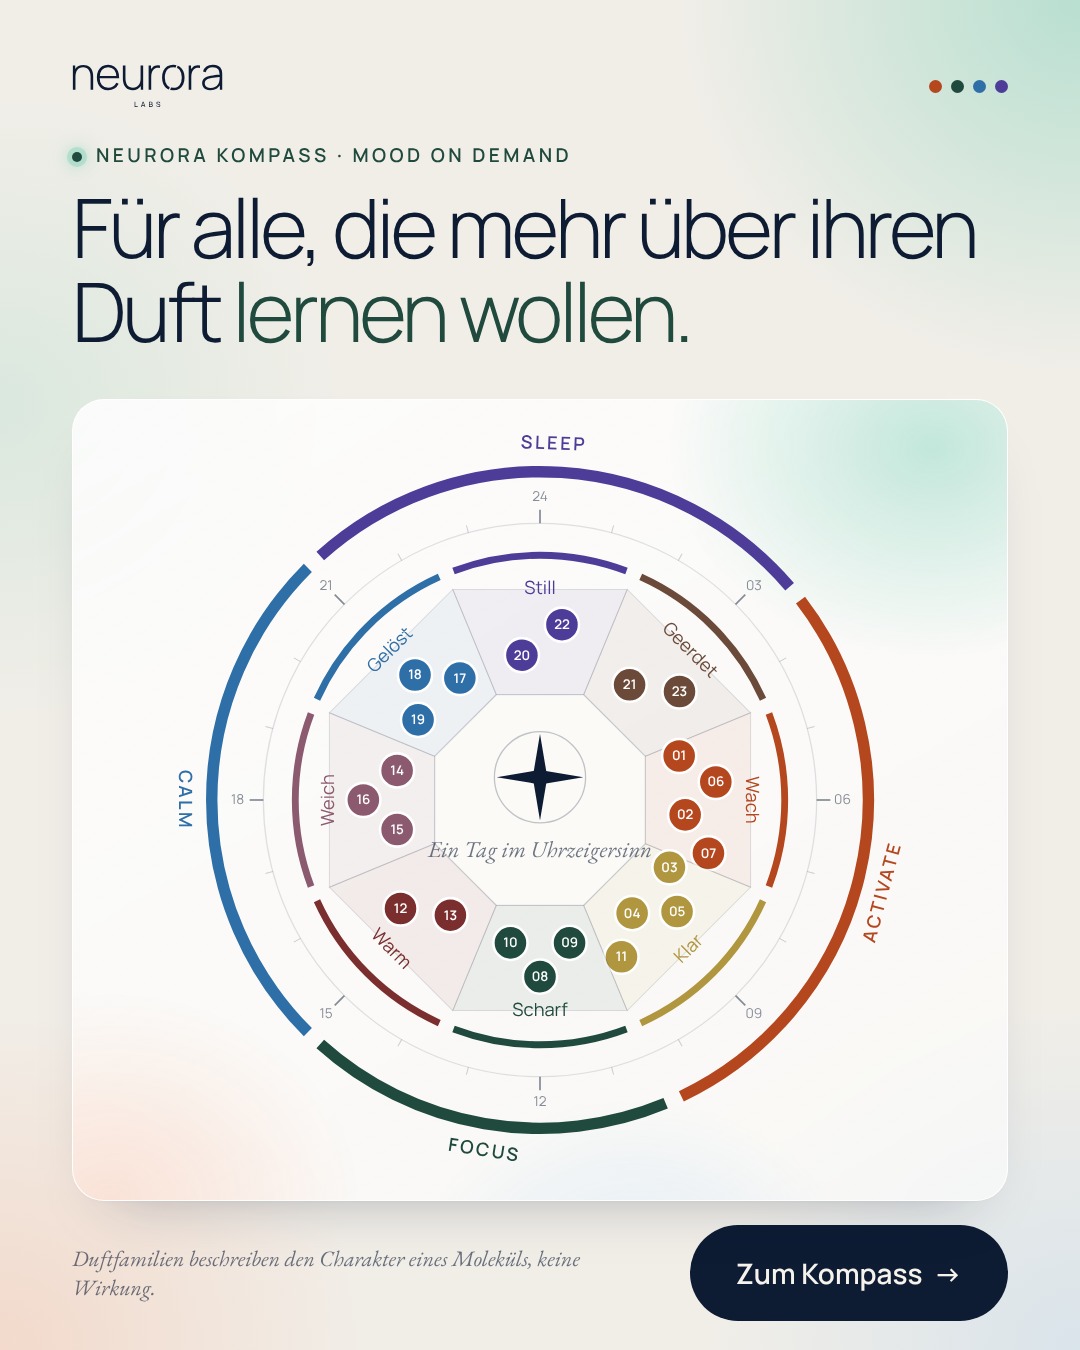 neurora
LABS
NEURORA KOMPASS · MOOD ON DEMAND
Für alle, die mehr über ihren
Duft lernen wollen.
SLEEP
24
21
03
Still
22
20
Gelöst
18
17
19
Geerdet
21
23
CALM
18
Weich
14
16
15
01
06
02
07
Wach
06
ACTIVATE
Ein Tag im Uhrzeigersinn
03
04
05
11
Klar
12
13
Warm
10
09
08
Scharf
15
09
12
FOCUS
Duftfamilien beschreiben den Charakter eines Moleküls, keine
Wirkung.
Zum Kompass →